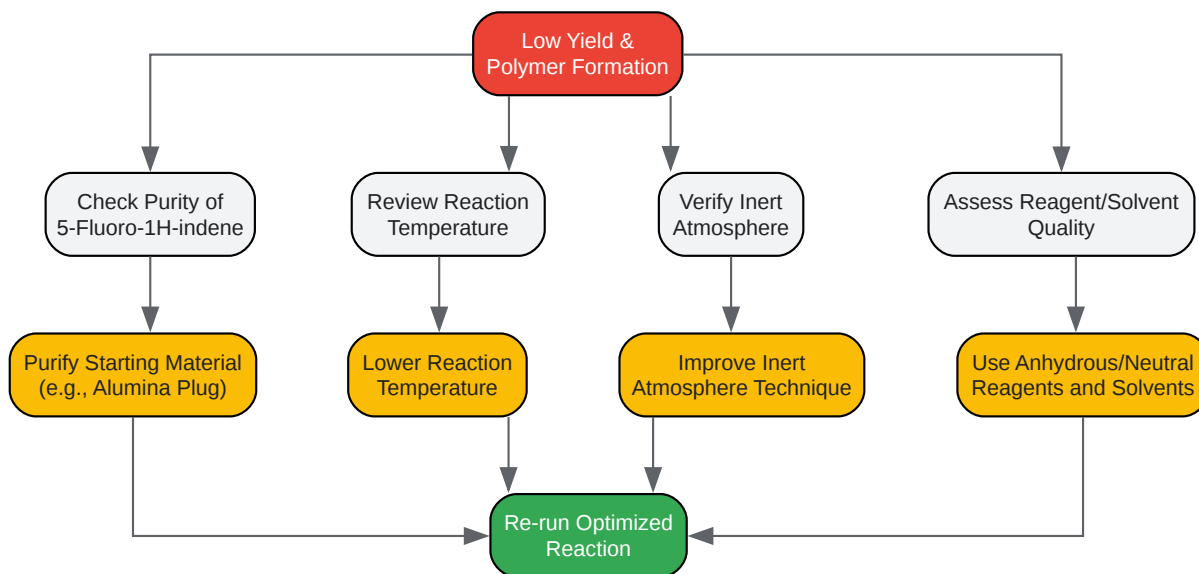 Low Yield &
Polymer Formation
Check Purity of
5-Fluoro-1H-indene
Review Reaction
Temperature
Verify Inert
Atmosphere
Assess Reagent/Solvent
Quality
Purify Starting Material
(e.g., Alumina Plug)
Lower Reaction
Temperature
Improve Inert
Atmosphere Technique
Use Anhydrous/Neutral
Reagents and Solvents
Re-run Optimized
Reaction